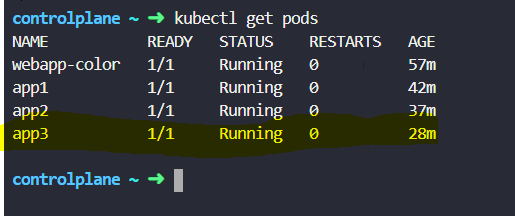 controlplane ~ ➜ kubectl get pods
NAME READY STATUS RESTARTS AGE
webapp-color 1/1 Running 0 57m
app1 1/1 Running 0 42m
app2 1/1 Running 0 37m
app3 1/1 Running 0 28m
controlplane ~ ➜